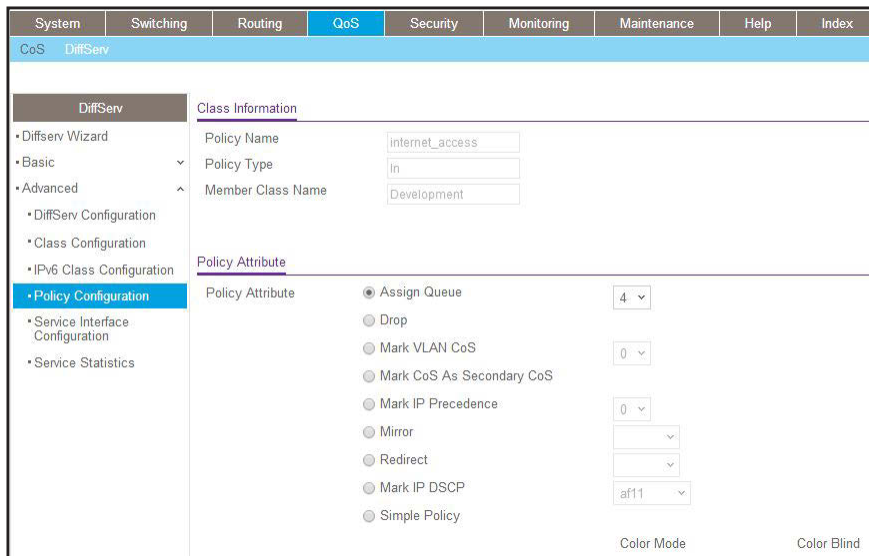 System Switching Routing QoS Security Monitoring Maintenance Help Index
CoS DiffServ
DiffServ
Diffserv Wizard
Basic
Advanced
DiffServ Configuration
Class Configuration
IPv6 Class Configuration
Policy Configuration
Service Interface
Configuration
Service Statistics
Class Information
Policy Name internet_access
Policy Type In
Member Class Name Development
Policy Attribute
Policy Attribute Assign Queue 4
Drop
Mark VLAN CoS 0
Mark CoS As Secondary CoS
Mark IP Precedence 0
Mirror
Redirect
Mark IP DSCP af11
Simple Policy
Color Mode Color Blind